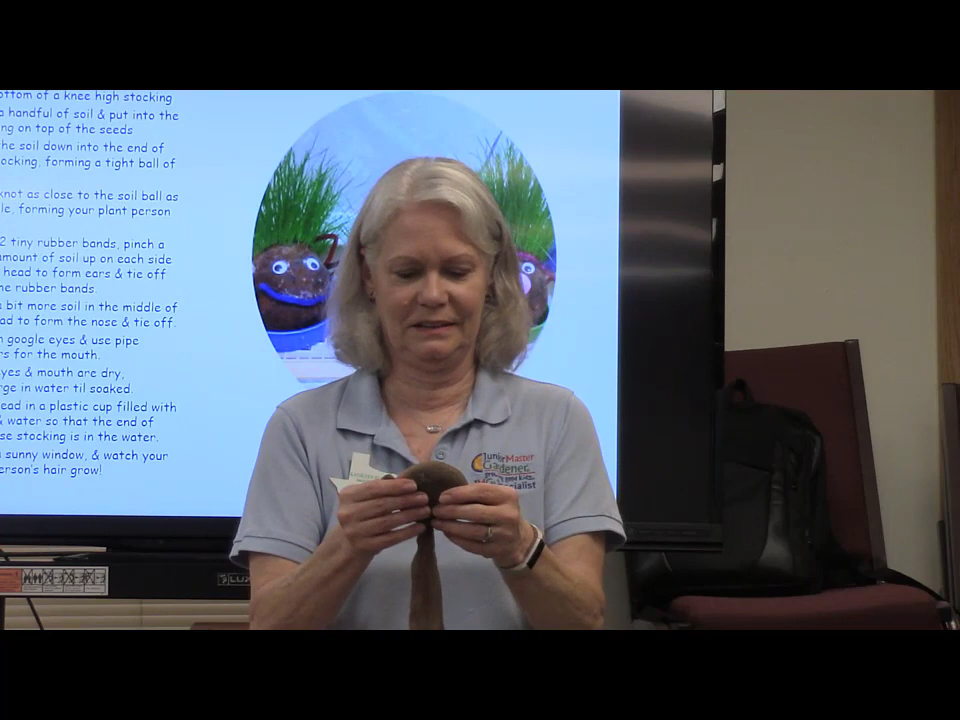 ottom of a knee high stocking
a handful of soil & put into the
ng on top of the seeds
he soil down into the end of
ocking, forming a tight ball of
knot as close to the soil ball as
le, forming your plant person
2 tiny rubber bands, pinch a
amount of soil up on each side
head to form ears & tie off
he rubber bands.
a bit more soil in the middle of
ad to form the nose & tie off.
n google eyes & use pipe
rs for the mouth.
yes & mouth are dry,
rge in water til soaked.
ead in a plastic cup filled with
& water so that the end of
se stocking is in the water.
a sunny window, & watch your
erson's hair grow!
Junior Master
Gardener
Specialist